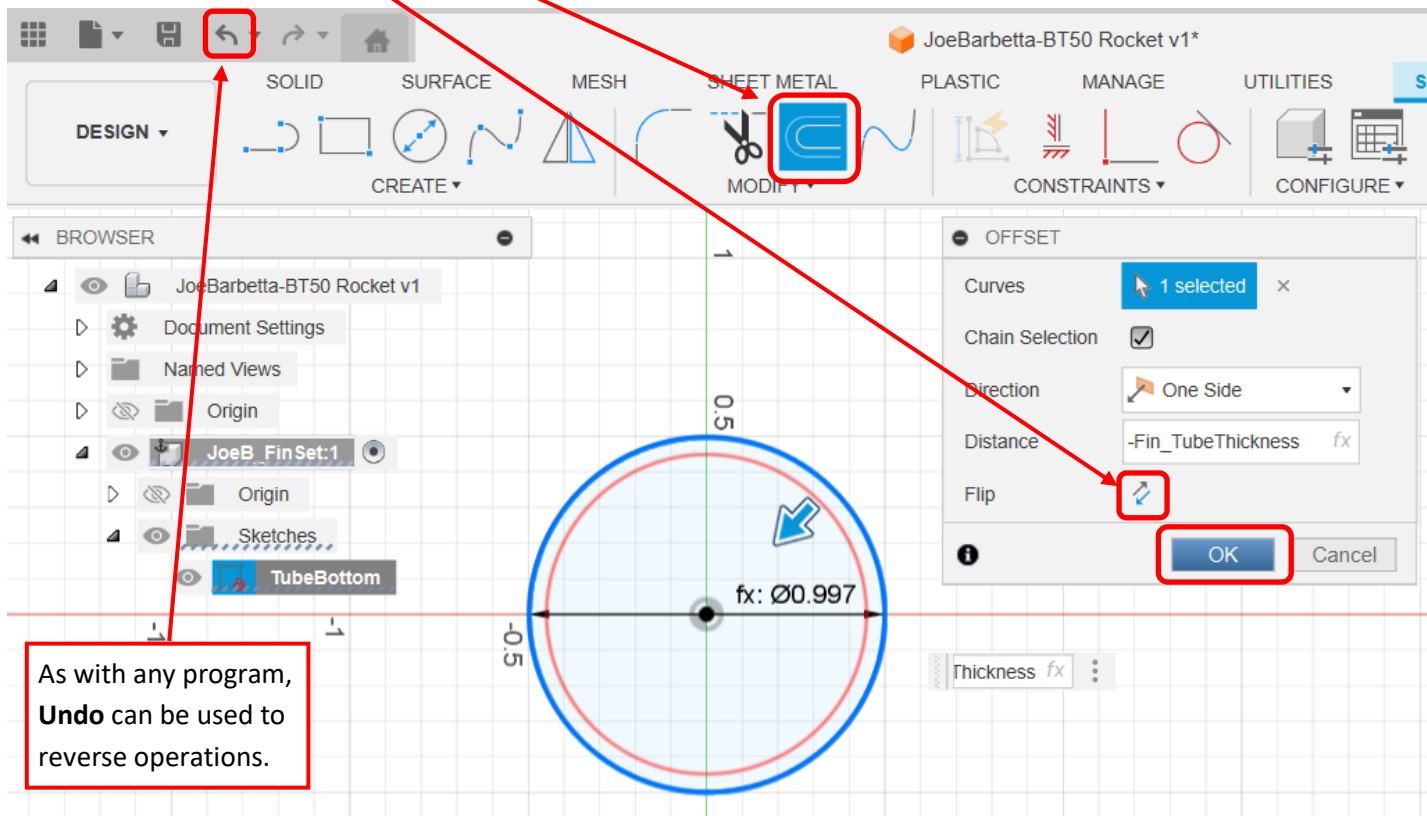 JoeBarbetta-BT50 Rocket v1*
SOLID SURFACE MESH SHEET METAL PLASTIC MANAGE UTILITIES S
DESIGN
CREATE MODIFY CONSTRAINTS CONFIGURE
BROWSER
JoeBarbetta-BT50 Rocket v1
Document Settings
Named Views
Origin
JoeB_FinSet:1
Origin
Sketches
TubeBottom
OFFSET
Curves 1 selected ×
Chain Selection
Direction One Side
Distance -Fin_TubeThickness fx
Flip
OK Cancel
1
0.5
fx: Ø0.997
-1
-1
-0.5
Thickness fx
As with any program,
Undo can be used to
reverse operations.